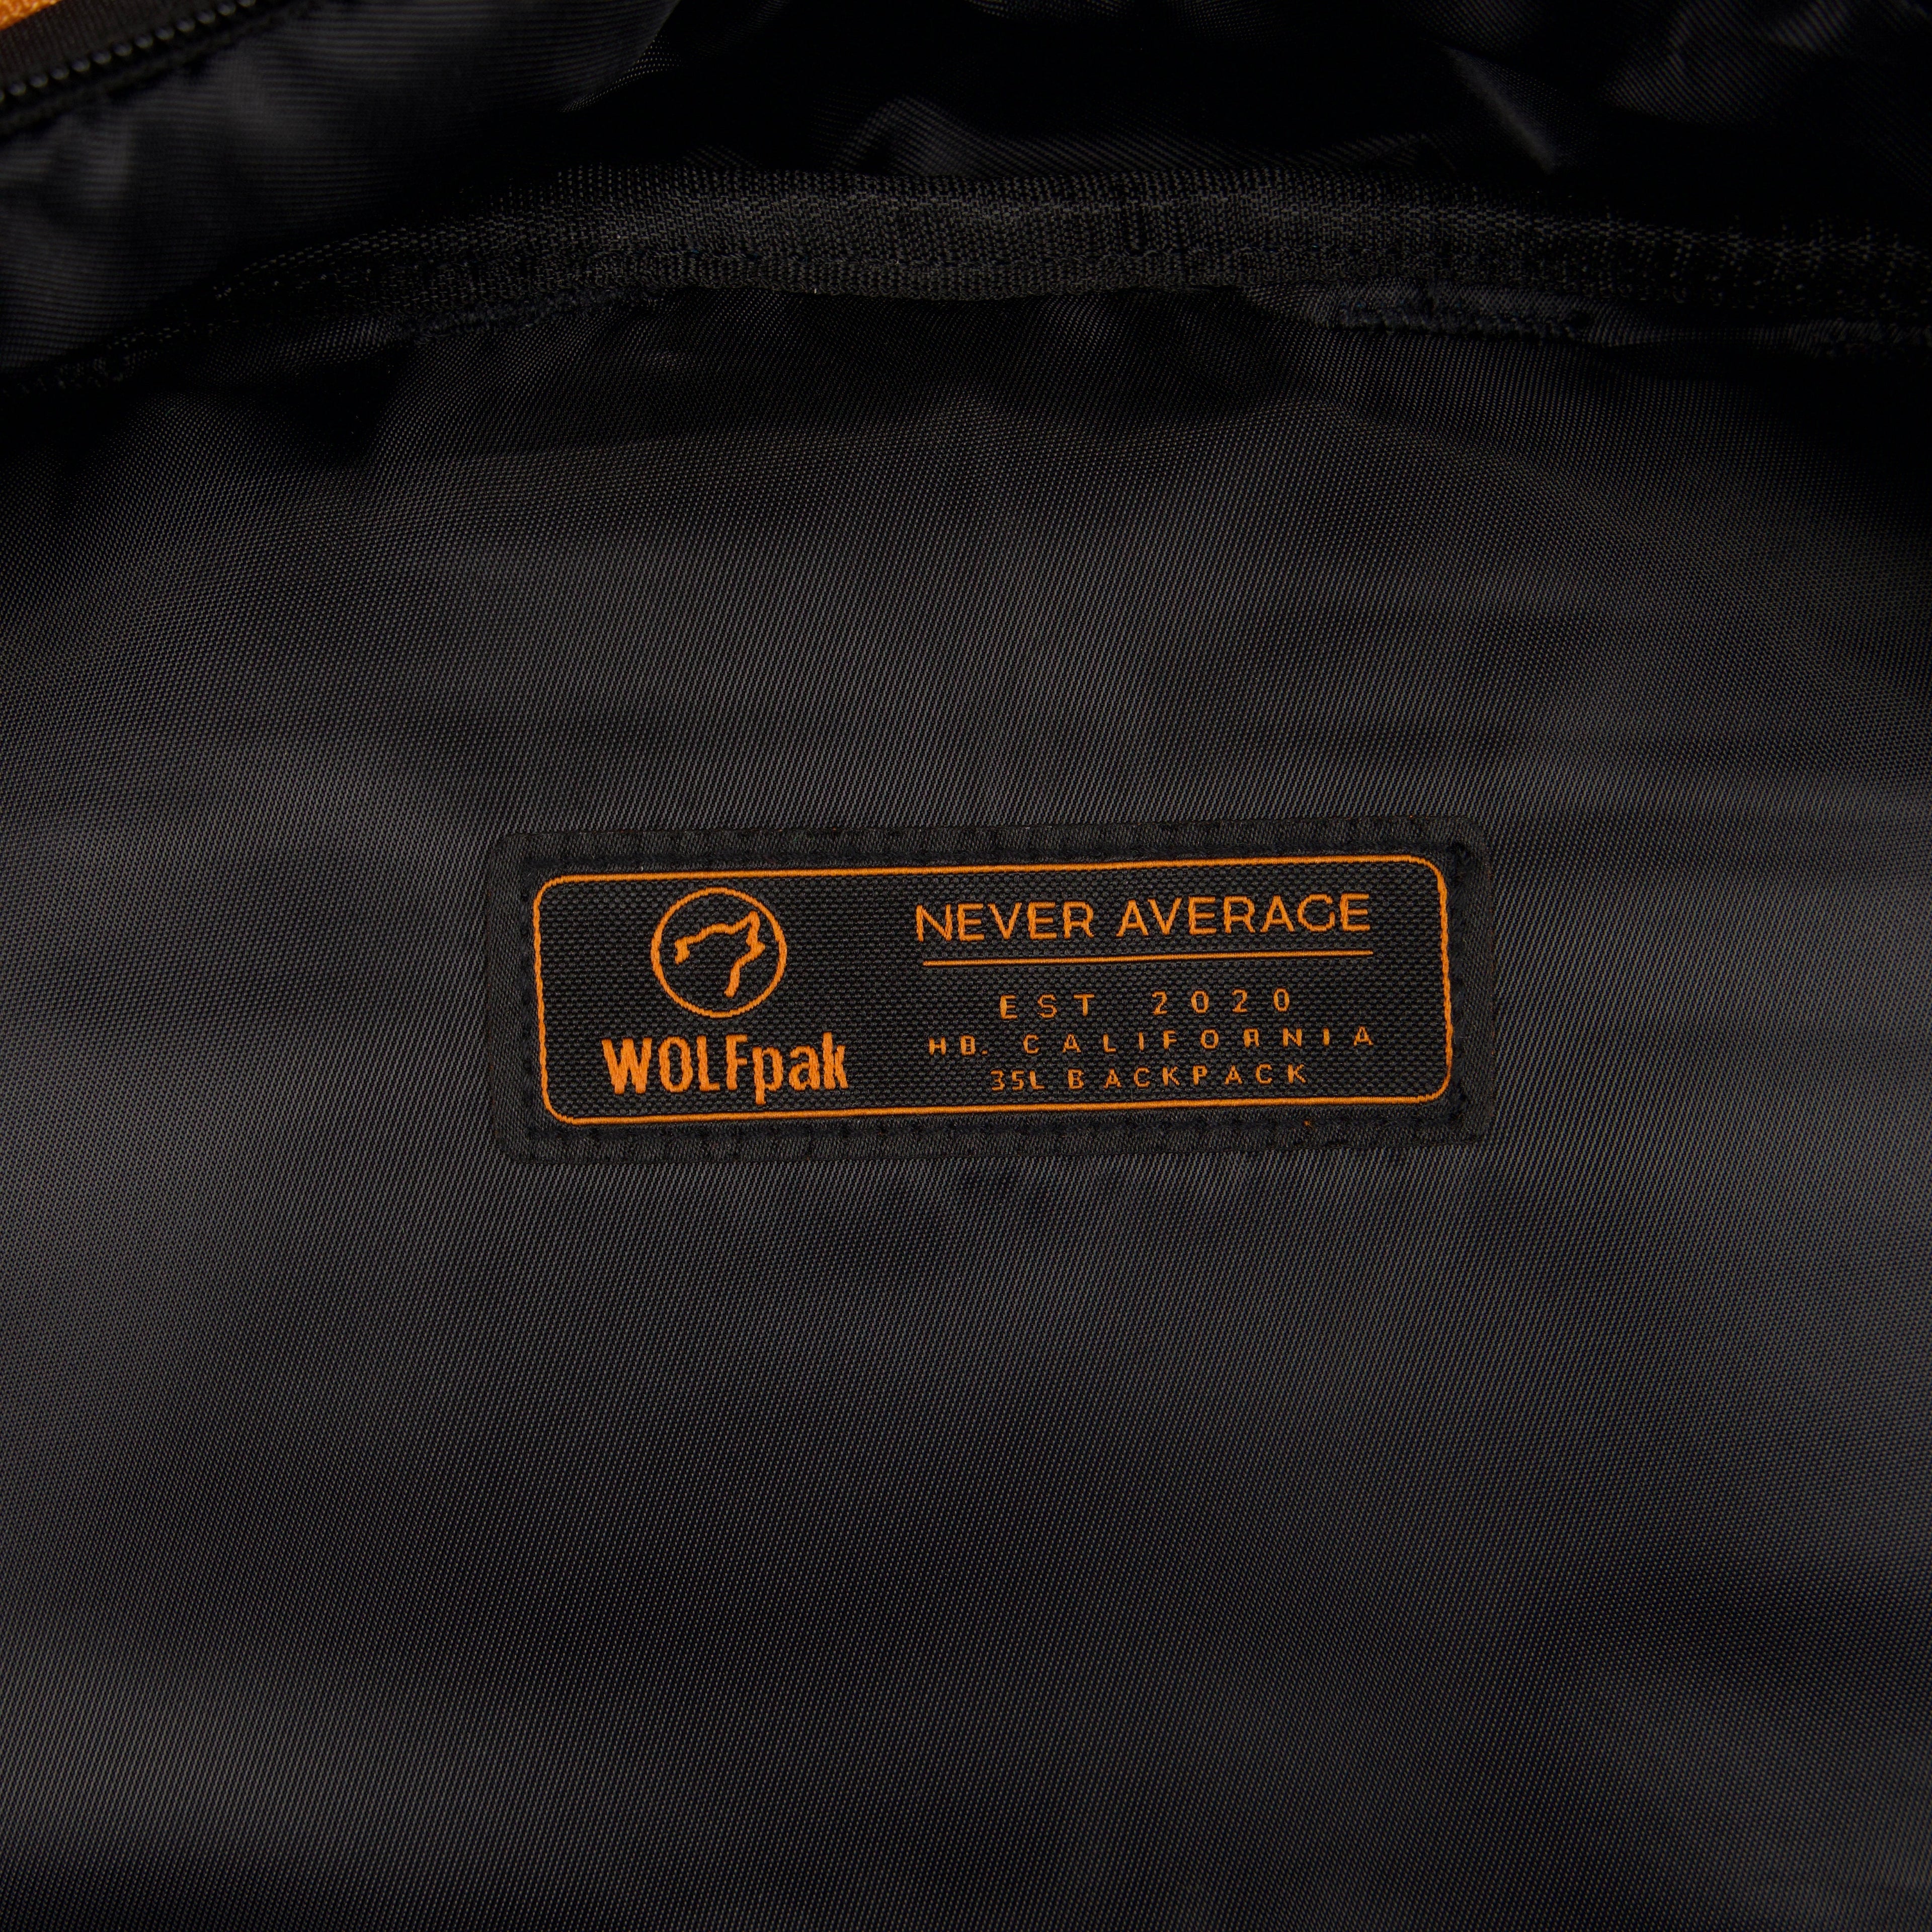 WOLFpak
NEVER AVERAGE
EST 2020
HB. CALIFORNIA
35L BACKPACK